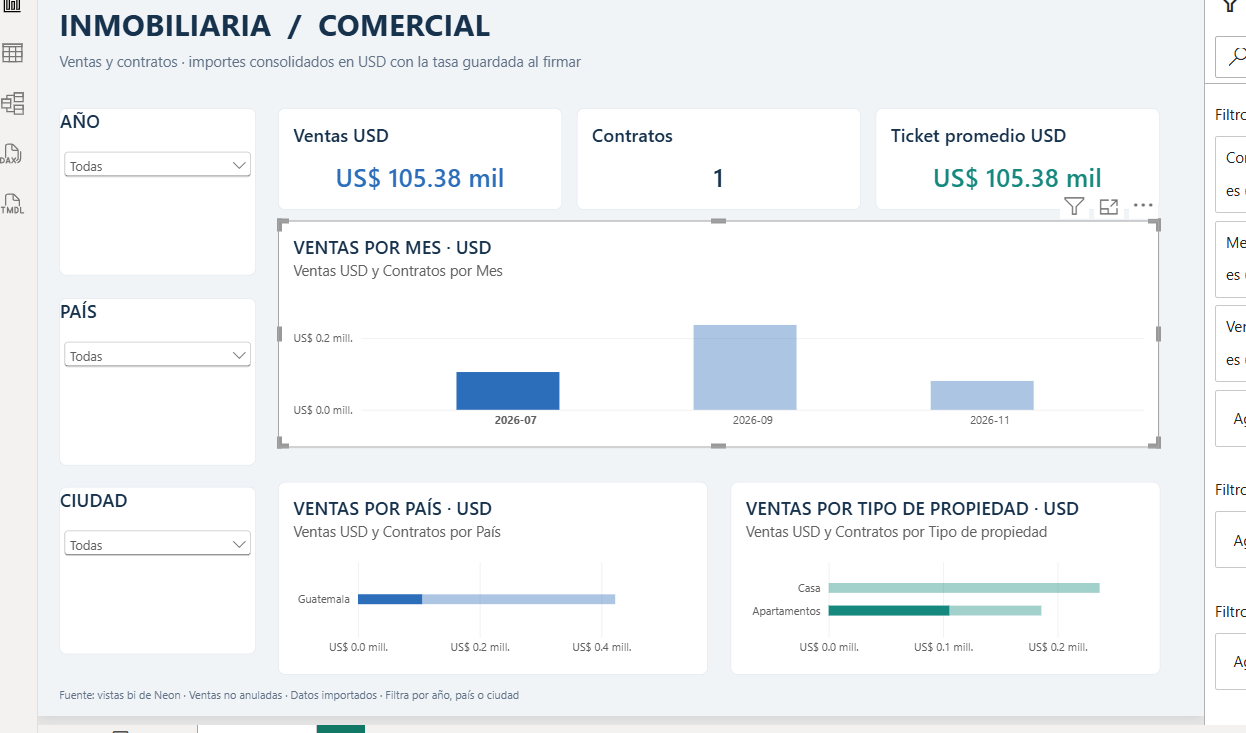 INMOBILIARIA / COMERCIAL
Ventas y contratos · importes consolidados en USD con la tasa guardada al firmar
AÑO
Todas
PAÍS
Todas
CIUDAD
Todas
Ventas USD
US$ 105.38 mil
Contratos
1
Ticket promedio USD
US$ 105.38 mil
VENTAS POR MES · USD
Ventas USD y Contratos por Mes
US$ 0.2 mill.
US$ 0.0 mill.
2026-07
2026-09
2026-11
VENTAS POR PAÍS · USD
Ventas USD y Contratos por País
Guatemala
US$ 0.0 mill.
US$ 0.2 mill.
US$ 0.4 mill.
VENTAS POR TIPO DE PROPIEDAD · USD
Ventas USD y Contratos por Tipo de propiedad
Casa
Apartamentos
US$ 0.0 mill.
US$ 0.1 mill.
US$ 0.2 mill.
Fuente: vistas bi de Neon · Ventas no anuladas · Datos importados · Filtra por año, país o ciudad
DAX
TMDL
es
es
es